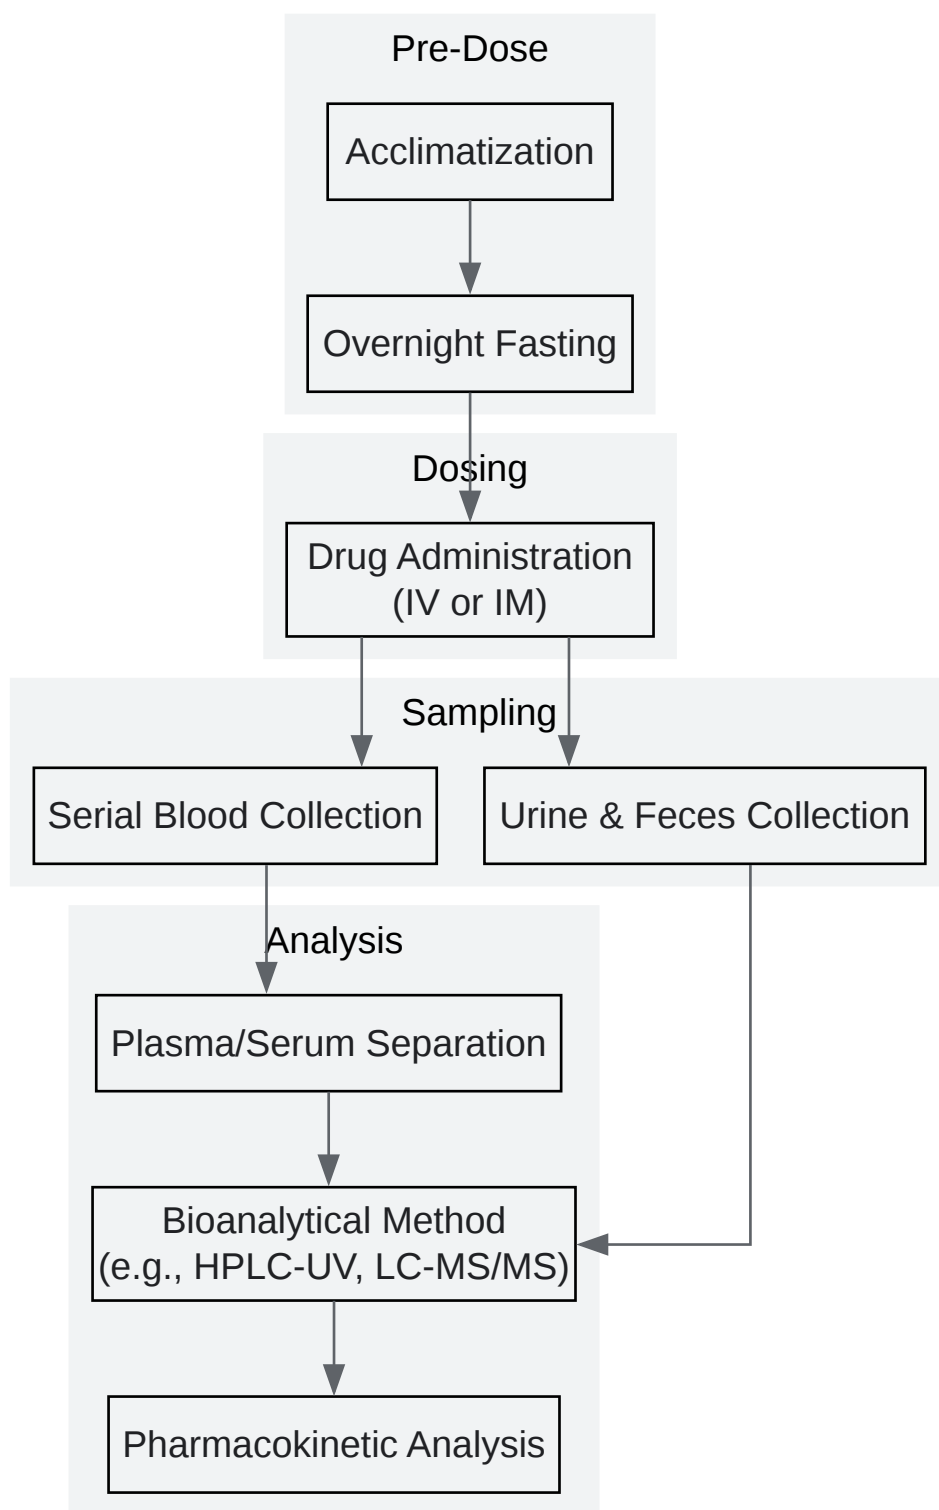 Pre-Dose
Acclimatization
Overnight Fasting
Dosing
Drug Administration
(IV or IM)
Sampling
Serial Blood Collection
Urine & Feces Collection
Analysis
Plasma/Serum Separation
Bioanalytical Method
(e.g., HPLC-UV, LC-MS/MS)
Pharmacokinetic Analysis